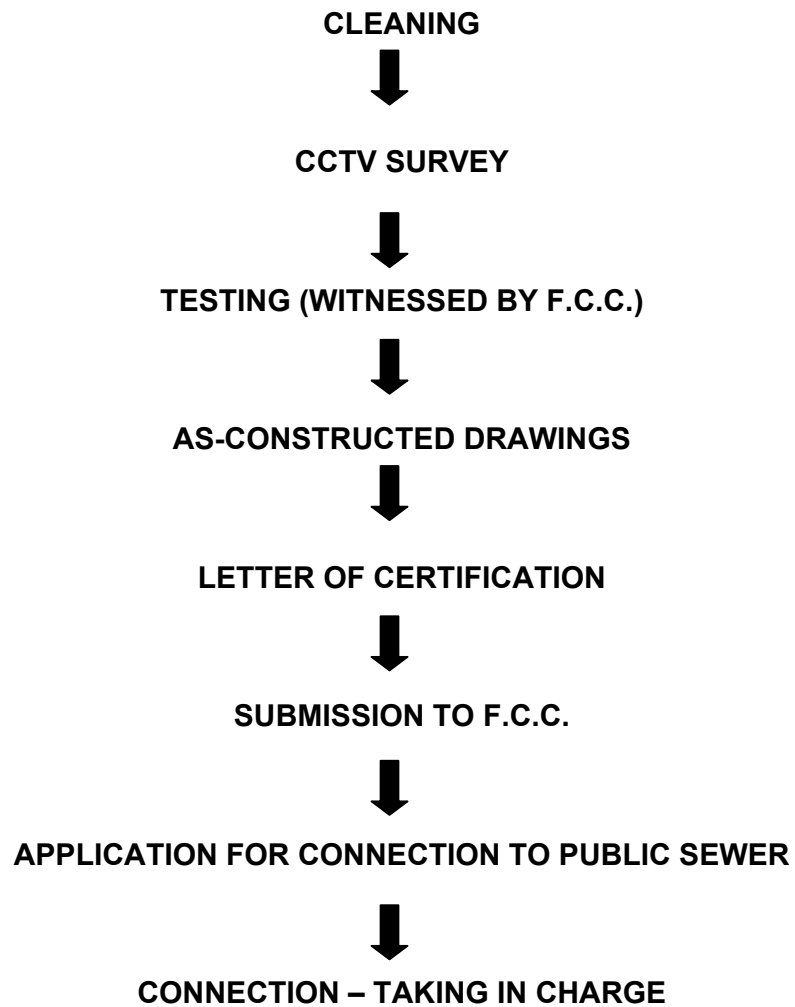 CLEANING
CCTV SURVEY
TESTING (WITNESSED BY F.C.C.)
AS-CONSTRUCTED DRAWINGS
LETTER OF CERTIFICATION
SUBMISSION TO F.C.C.
APPLICATION FOR CONNECTION TO PUBLIC SEWER
CONNECTION – TAKING IN CHARGE